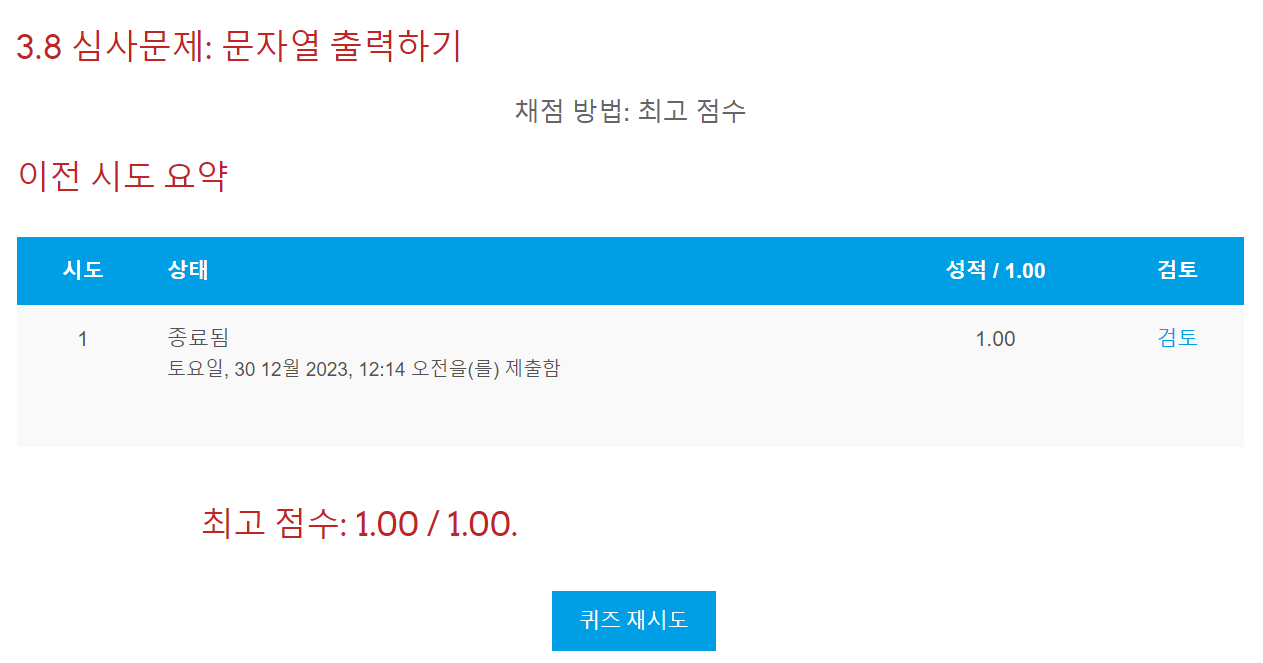 3.8 심사문제: 문자열 출력하기
채점 방법: 최고 점수
이전 시도 요약
시도 상태 성적 / 1.00 검토
1 종료됨 1.00 검토
토요일, 30 12월 2023, 12:14 오전을(를) 제출함
최고 점수: 1.00 / 1.00.
퀴즈 재시도